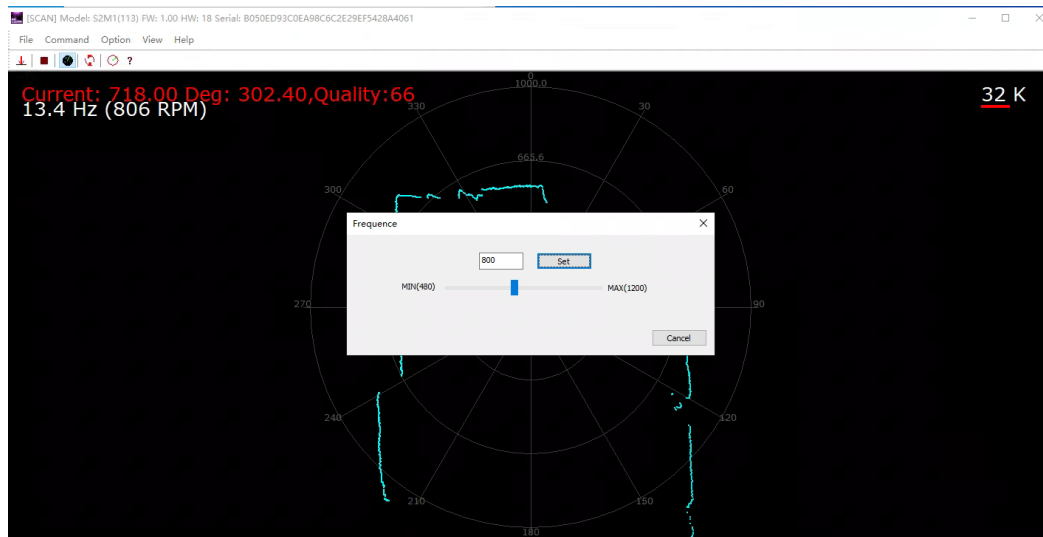 [SCAN] Model: S2M1(113) FW: 1.00 HW: 18 Serial: B050ED93C0EA98C6C2E29EF5428A4061
File Command Option View Help
?
Current: 718.00 Deg: 302.40,Quality:66
13.4 Hz (806 RPM)
32 K
0
1000.0
330
30
665.6
300
60
Frequence
800
Set
MIN(480)
MAX(1200)
270
90
Cancel
240
120
210
150
180